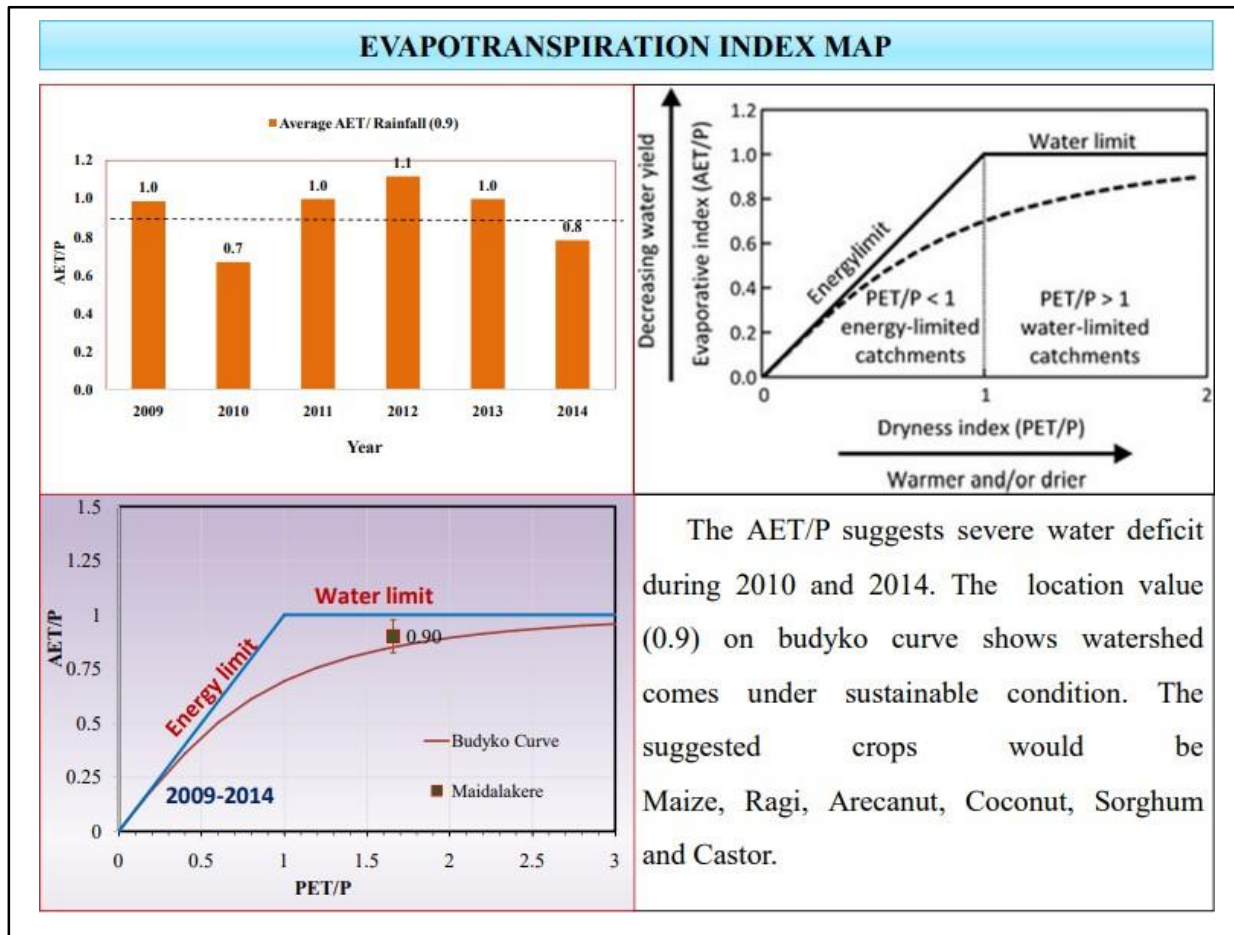 EVAPOTRANSPIRATION INDEX MAP
Average AET/ Rainfall (0.9)
1.2
1.0
0.8
0.6
0.4
0.2
0.0
AET/P
1.0
0.7
1.0
1.1
1.0
0.8
2009 2010 2011 2012 2013 2014
Year
Decreasing water yield
Evaporative index (AET/P)
1.2
1.0
0.8
0.6
0.4
0.2
0.0
Water limit
Energylimit
PET/P < 1
energy-limited
catchments
PET/P > 1
water-limited
catchments
0 1 2
Dryness index (PET/P)
Warmer and/or drier
1.5
1.25
1
0.75
0.5
0.25
0
AET/P
Water limit
Energy limit
0.90
Budyko Curve
Maidalakere
2009-2014
0 0.5 1 1.5 2 2.5 3
PET/P
The AET/P suggests severe water deficit
during 2010 and 2014. The location value
(0.9) on budyko curve shows watershed
comes under sustainable condition. The
suggested crops would be
Maize, Ragi, Arecanut, Coconut, Sorghum
and Castor.